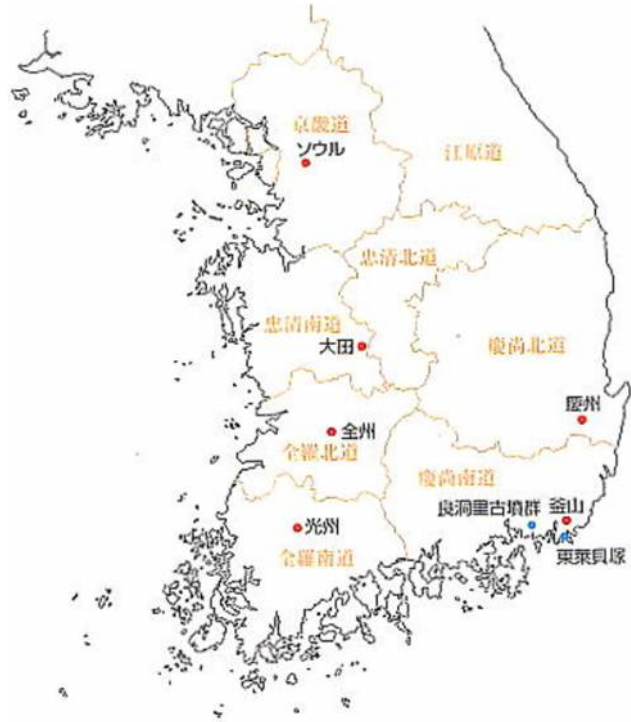 京畿道
ソウル
江原道
忠清北道
忠清南道
大田
慶尚北道
慶州
全州
全羅北道
慶尚南道
良洞里古墳群
釜山
光州
東萊貝塚
全羅南道